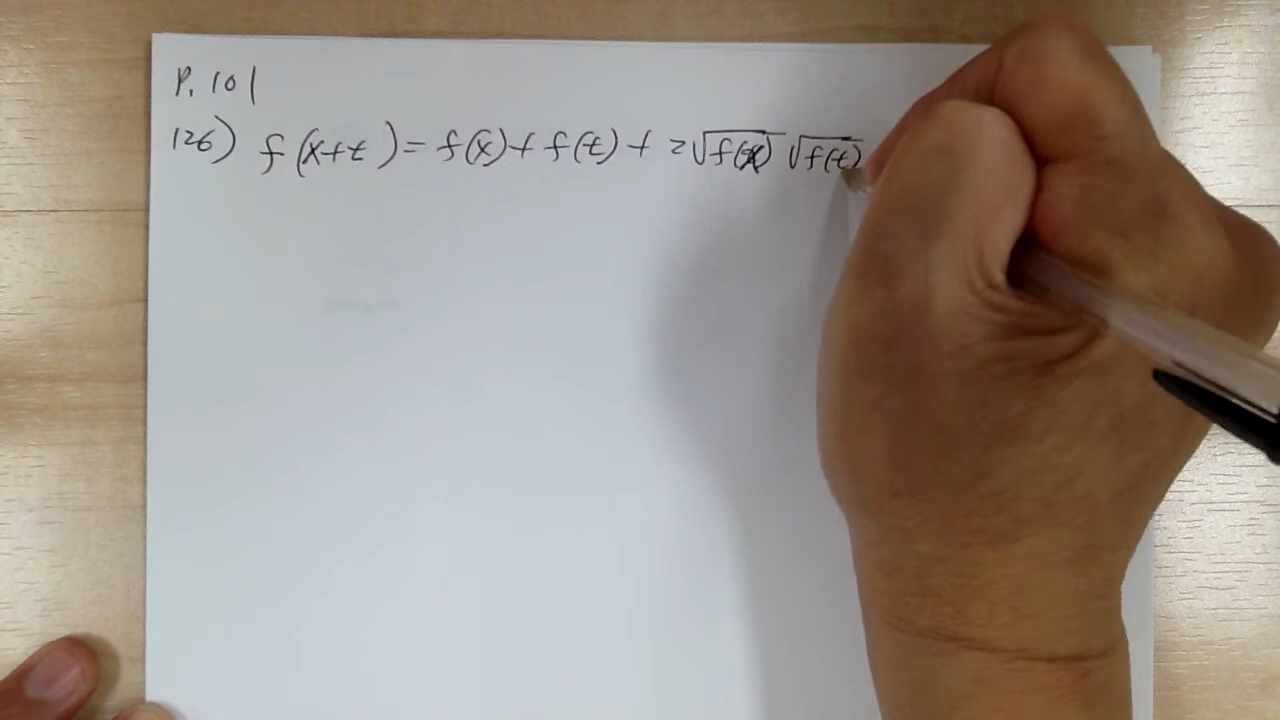 P. 101
126) f(x+t) = f(x) + f(t) + 2√f(x) √f(t)